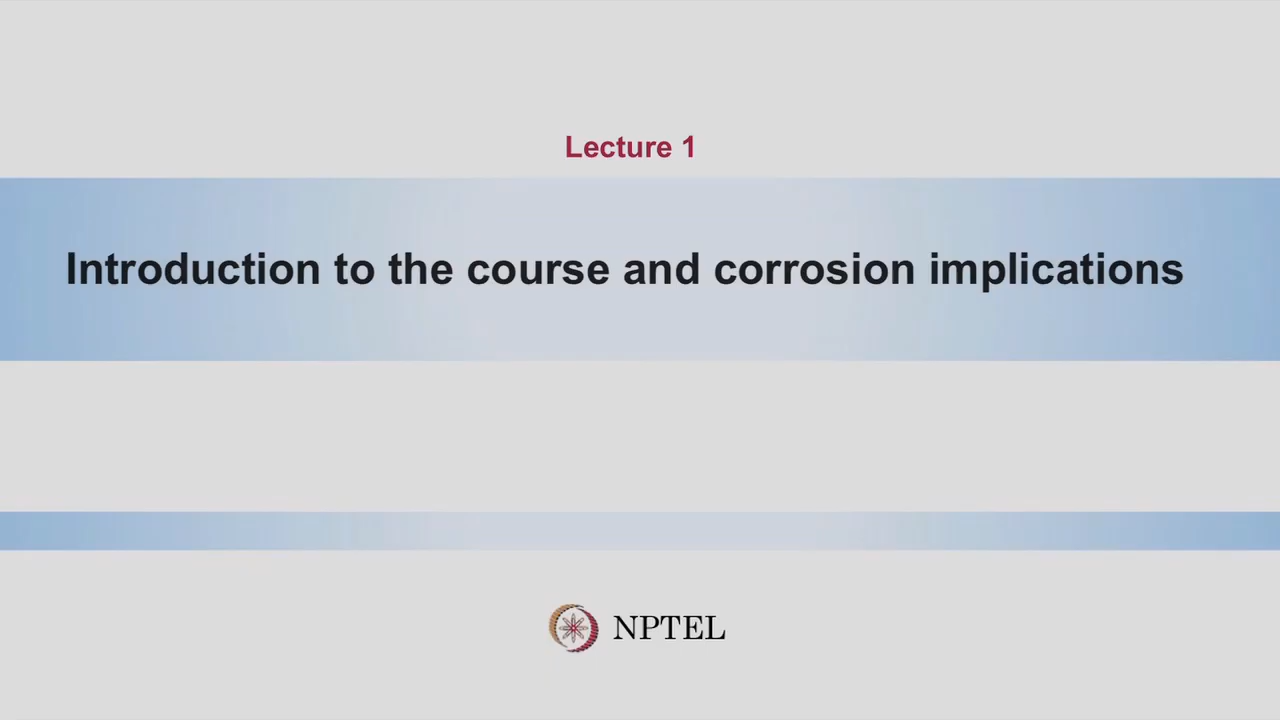 Lecture 1
Introduction to the course and corrosion implications
NPTEL